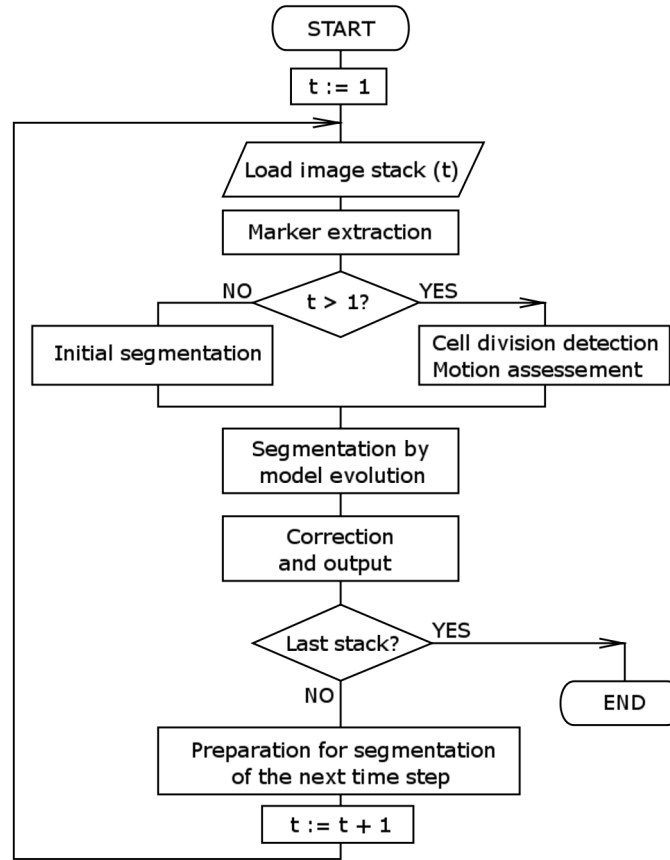 START
t := 1
Load image stack (t)
Marker extraction
NO
t > 1?
YES
Initial segmentation
Cell division detection
Motion assessement
Segmentation by
model evolution
Correction
and output
Last stack?
YES
NO
END
Preparation for segmentation
of the next time step
t := t + 1